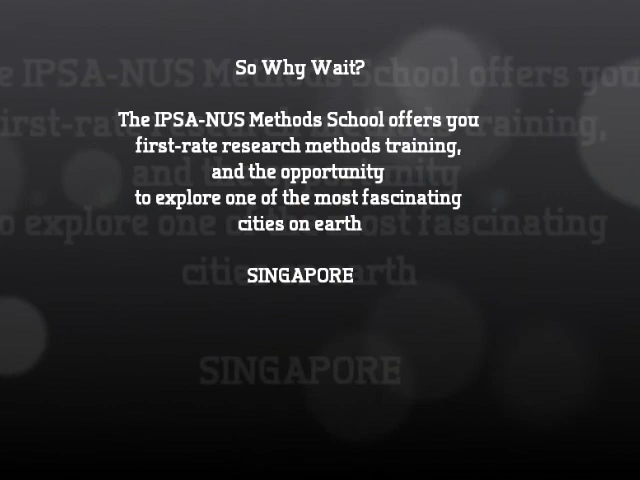 So Why Wait?
The IPSA-NUS Methods School offers you
first-rate research methods training,
and the opportunity
to explore one of the most fascinating
cities on earth
SINGAPORE